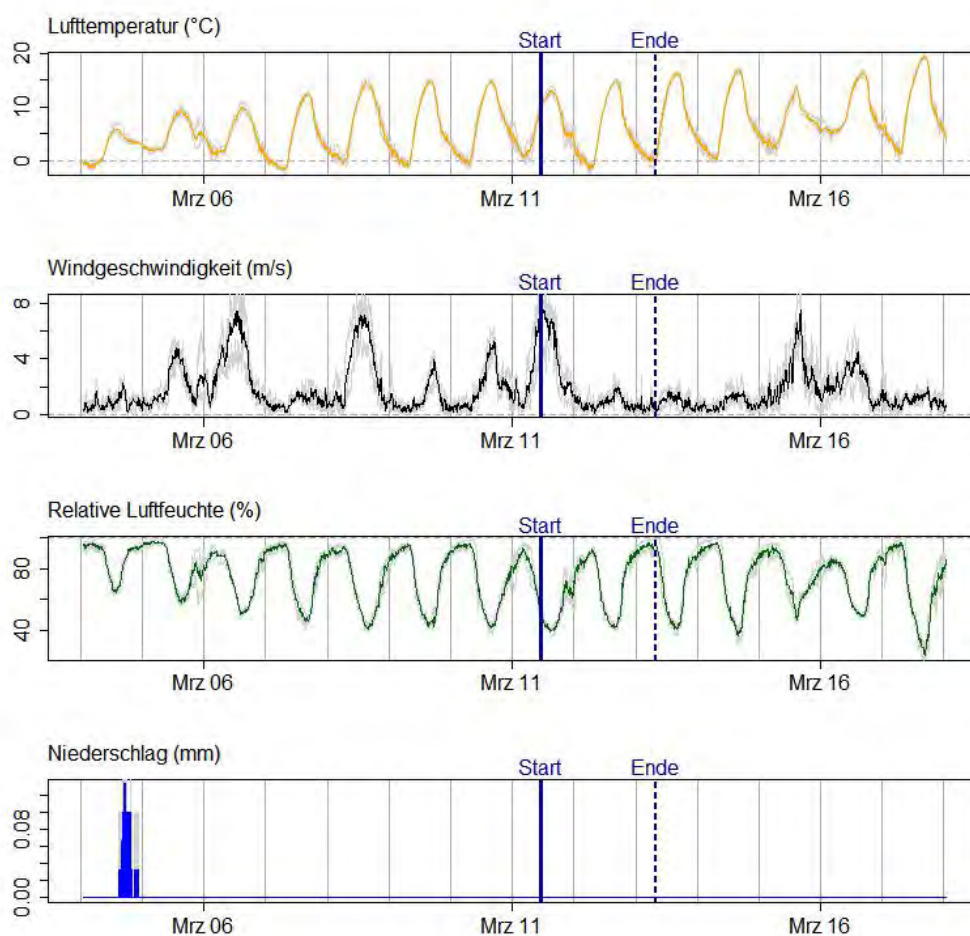 Lufttemperatur (°C)
Start Ende
20
10
0
Mrz 06 Mrz 11 Mrz 16
Windgeschwindigkeit (m/s)
Start Ende
8
4
0
Mrz 06 Mrz 11 Mrz 16
Relative Luftfeuchte (%)
Start Ende
80
40
Mrz 06 Mrz 11 Mrz 16
Niederschlag (mm)
Start Ende
0.08
0.00
Mrz 06 Mrz 11 Mrz 16